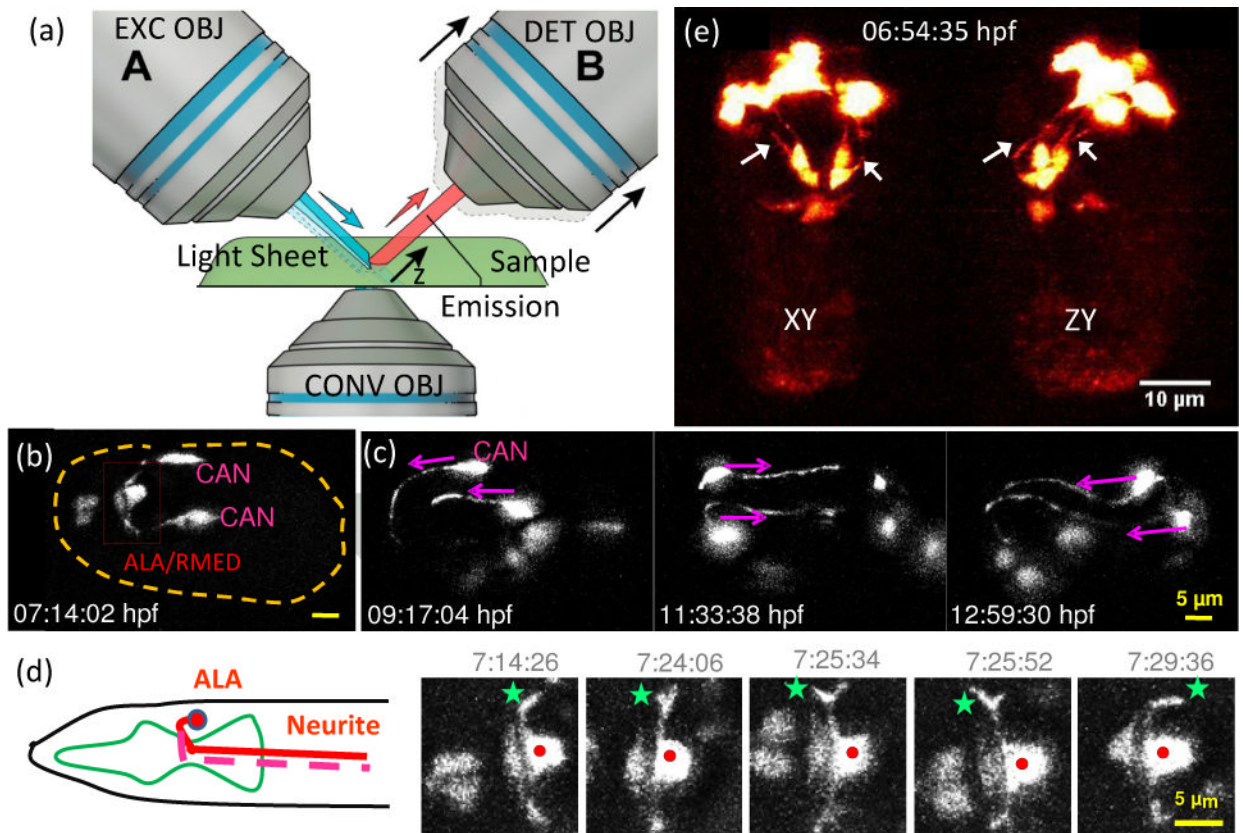 (a)
EXC OBJ
A
DET OBJ
B
Light Sheet
z
Sample
Emission
CONV OBJ
(e)
06:54:35 hpf
XY
ZY
10 µm
(b)
CAN
CAN
ALA/RMED
07:14:02 hpf
(c)
CAN
09:17:04 hpf
11:33:38 hpf
12:59:30 hpf
5 µm
(d)
ALA
Neurite
7:14:26
7:24:06
7:25:34
7:25:52
7:29:36
5 µm